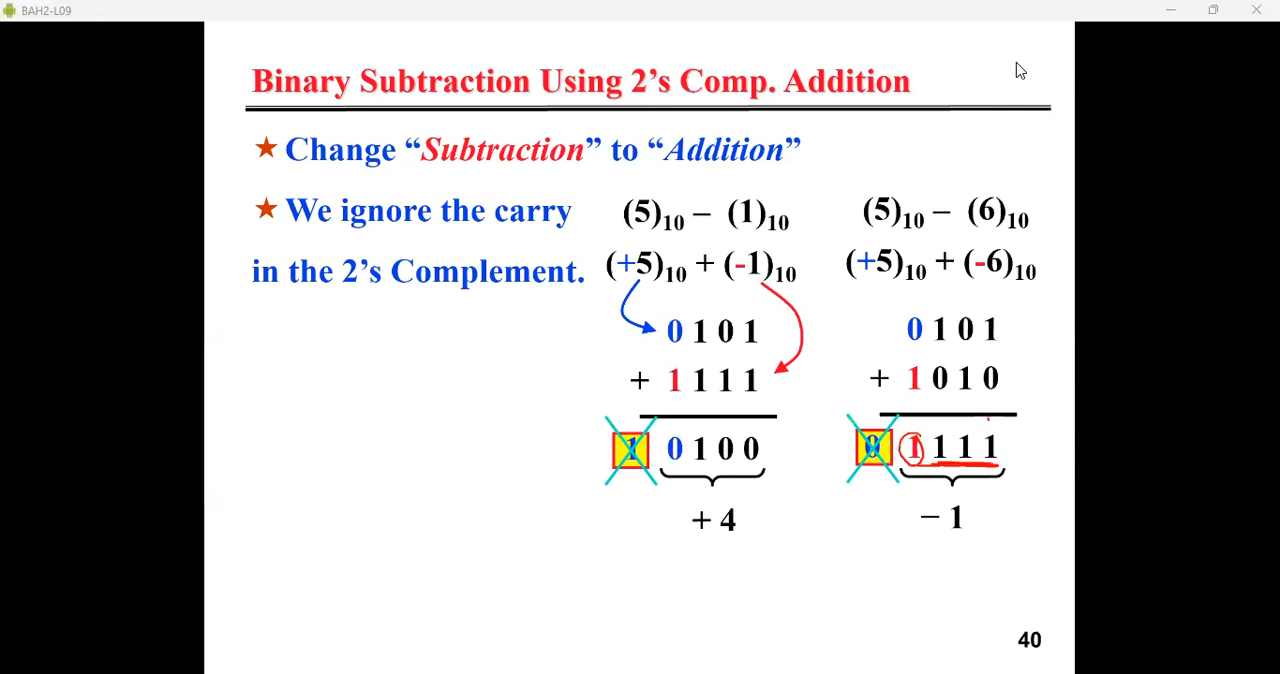 BAH2-L09
Binary Subtraction Using 2's Comp. Addition
★ Change “Subtraction” to “Addition”
★ We ignore the carry
in the 2's Complement.
(5)₁₀ – (1)₁₀
(+5)₁₀ + (-1)₁₀
0 1 0 1
+ 1 1 1 1
1 0 1 0 0
+ 4
(5)₁₀ – (6)₁₀
(+5)₁₀ + (-6)₁₀
0 1 0 1
+ 1 0 1 0
0 1 1 1 1
– 1
40